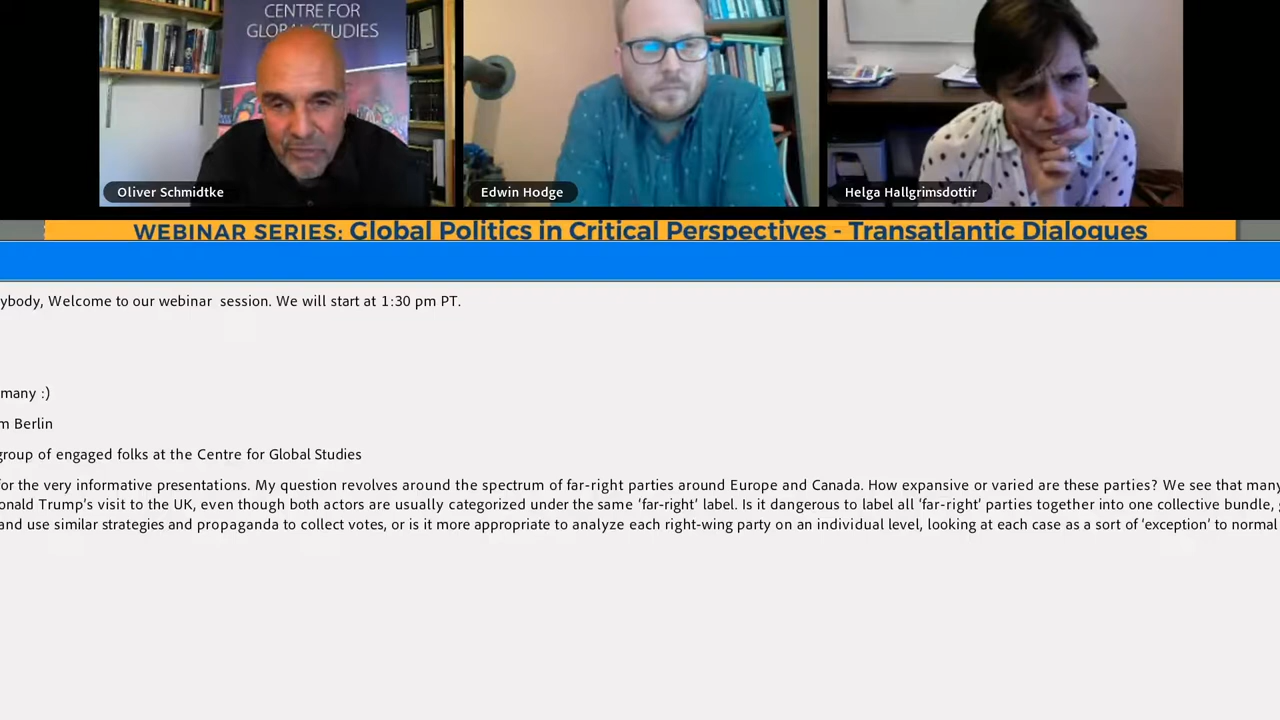 CENTRE FOR
GLOBAL STUDIES
Oliver Schmidtke
Edwin Hodge
Helga Hallgrimsdottir
WEBINAR SERIES: Global Politics in Critical Perspectives - Transatlantic Dialogues
ybody, Welcome to our webinar session. We will start at 1:30 pm PT.
many :)
m Berlin
group of engaged folks at the Centre for Global Studies
for the very informative presentations. My question revolves around the spectrum of far-right parties around Europe and Canada. How expansive or varied are these parties? We see that many
onald Trump's visit to the UK, even though both actors are usually categorized under the same 'far-right' label. Is it dangerous to label all 'far-right' parties together into one collective bundle,
and use similar strategies and propaganda to collect votes, or is it more appropriate to analyze each right-wing party on an individual level, looking at each case as a sort of 'exception' to normal